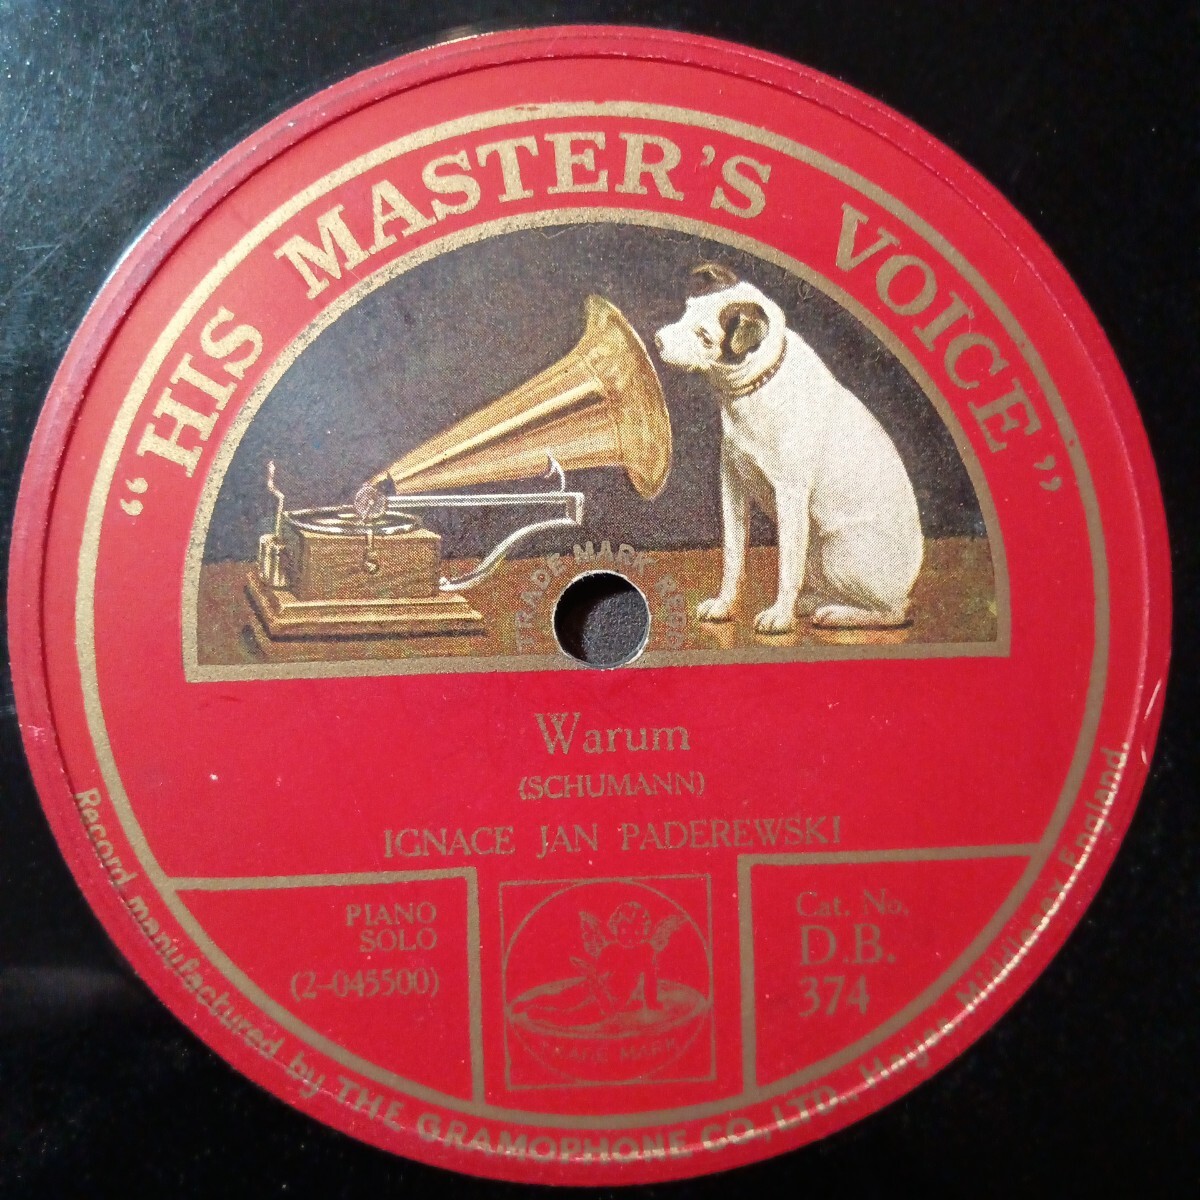 “HIS MASTER'S VOICE”
TRADE MARK REGD
Warum
(SCHUMANN)
IGNACE JAN PADEREWSKI
PIANO
SOLO
(2-045500)
TRADE MARK
Cat. No.
D.B.
374
Record manufactured by THE GRAMOPHONE CO., LTD., Hayes, Middlesex, England.